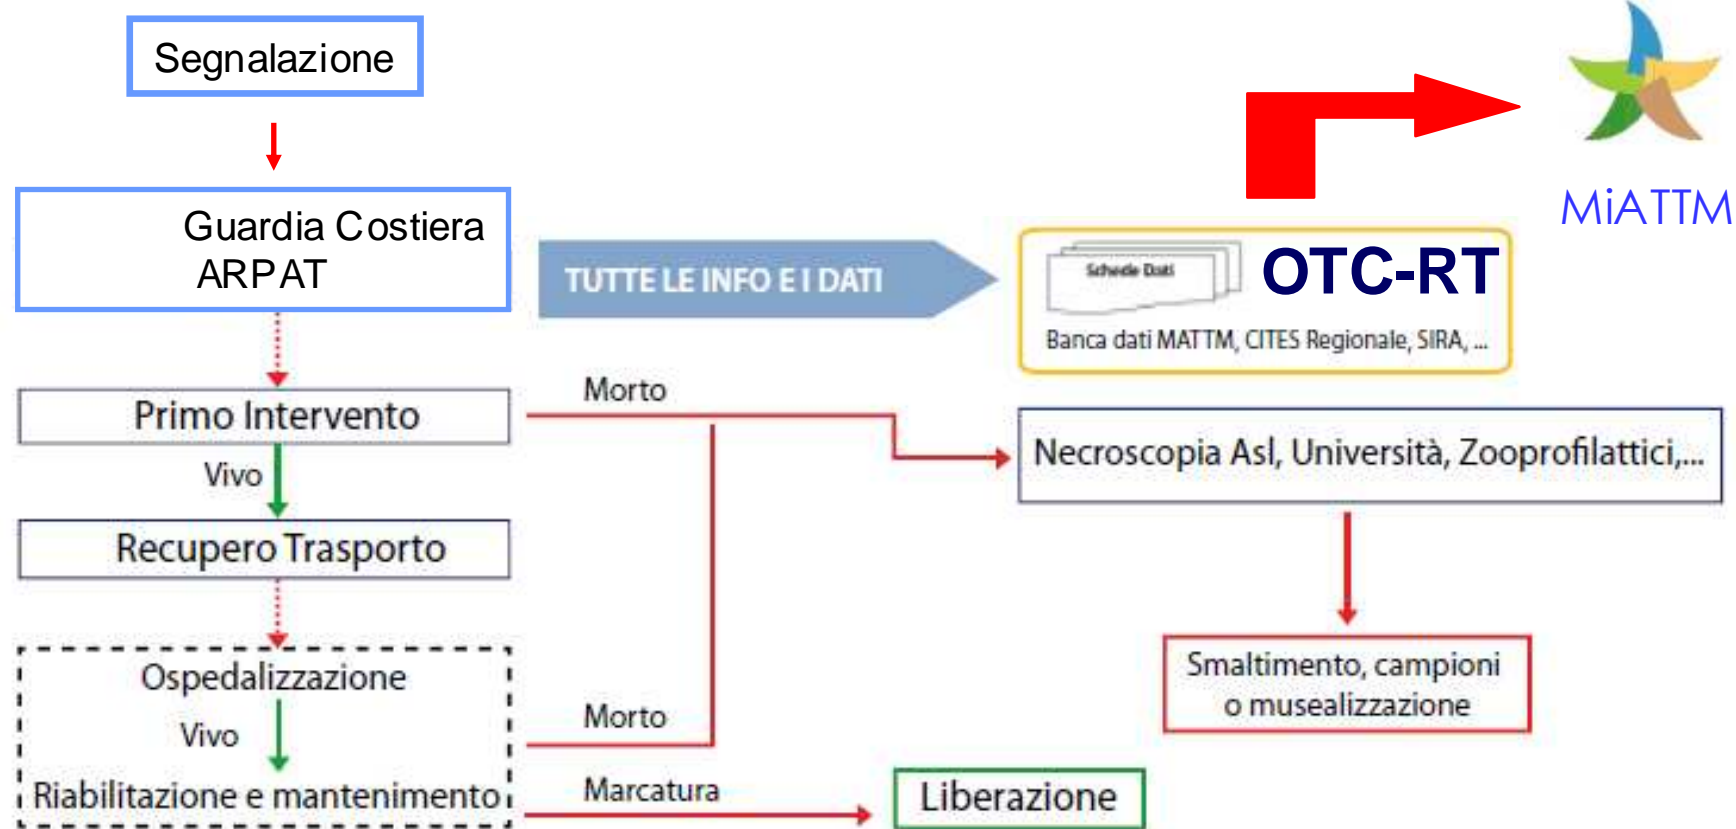 Segnalazione
MiATTM
Guardia Costiera
ARPAT
TUTTE LE INFO E I DATI
Schede Dati
OTC-RT
Banca dati MATTM, CITES Regionale, SIRA, ...
Primo Intervento
Morto
Necroscopia Asl, Università, Zooprofilattici,...
Vivo
Recupero Trasporto
Ospedalizzazione
Smaltimento, campioni
o musealizzazione
Vivo
Morto
Riabilitazione e mantenimento
Marcatura
Liberazione